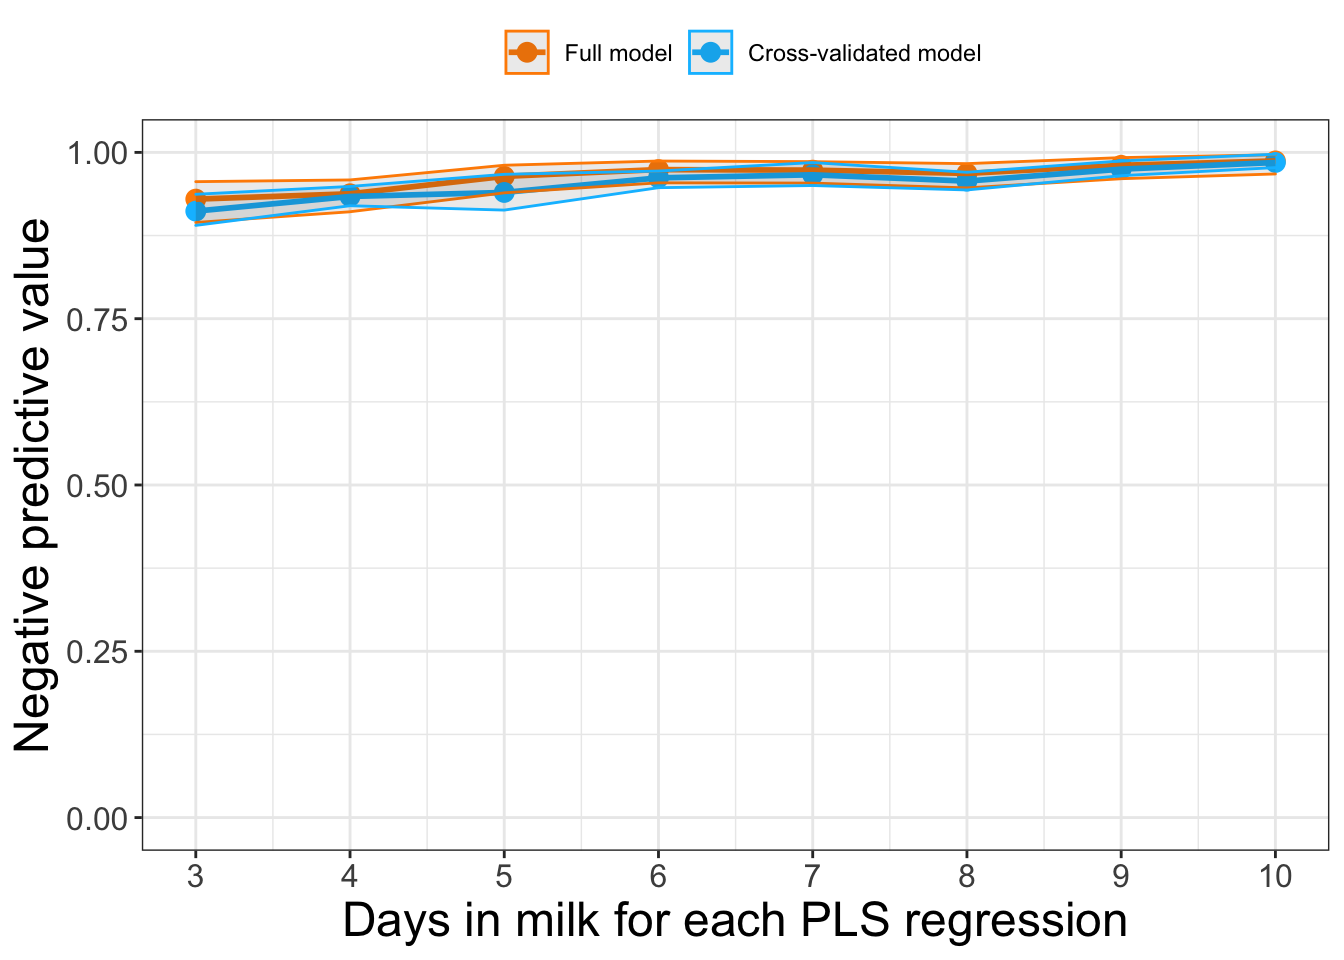 Full model
Cross-validated model
Negative predictive value
1.00
0.75
0.50
0.25
0.00
3 4 5 6 7 8 9 10
Days in milk for each PLS regression